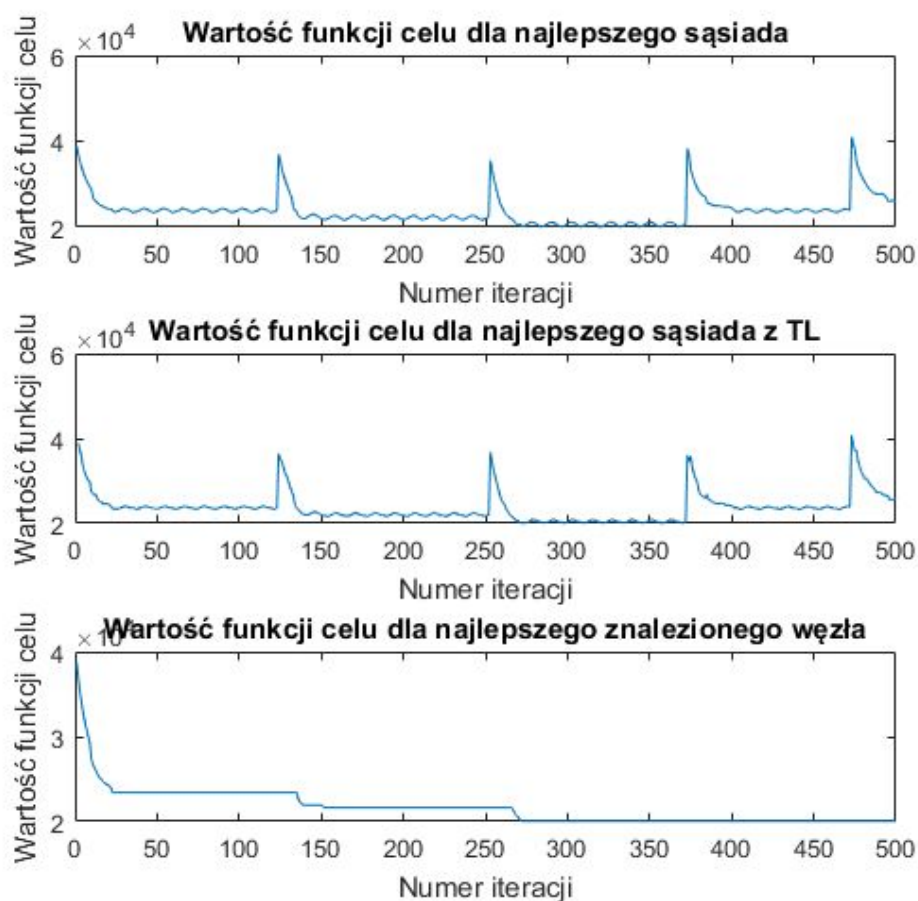 Wartość funkcji celu dla najlepszego sąsiada
×10⁴
Wartość funkcji celu
6
4
2
0 50 100 150 200 250 300 350 400 450 500
Numer iteracji
Wartość funkcji celu dla najlepszego sąsiada z TL
×10⁴
Wartość funkcji celu
6
4
2
0 50 100 150 200 250 300 350 400 450 500
Numer iteracji
Wartość funkcji celu dla najlepszego znalezionego węzła
×10
Wartość funkcji celu
4
3
2
0 50 100 150 200 250 300 350 400 450 500
Numer iteracji